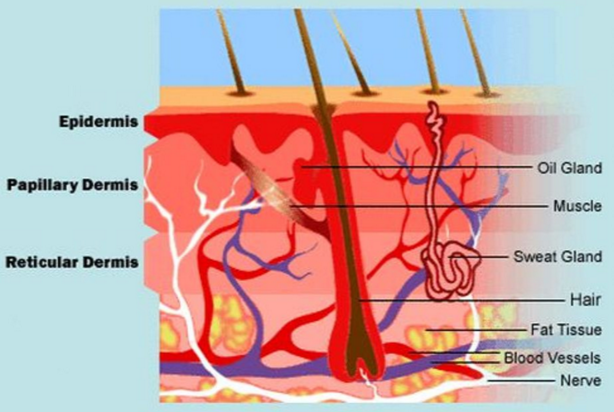 Epidermis
Papillary Dermis
Reticular Dermis
Oil Gland
Muscle
Sweat Gland
Hair
Fat Tissue
Blood Vessels
Nerve